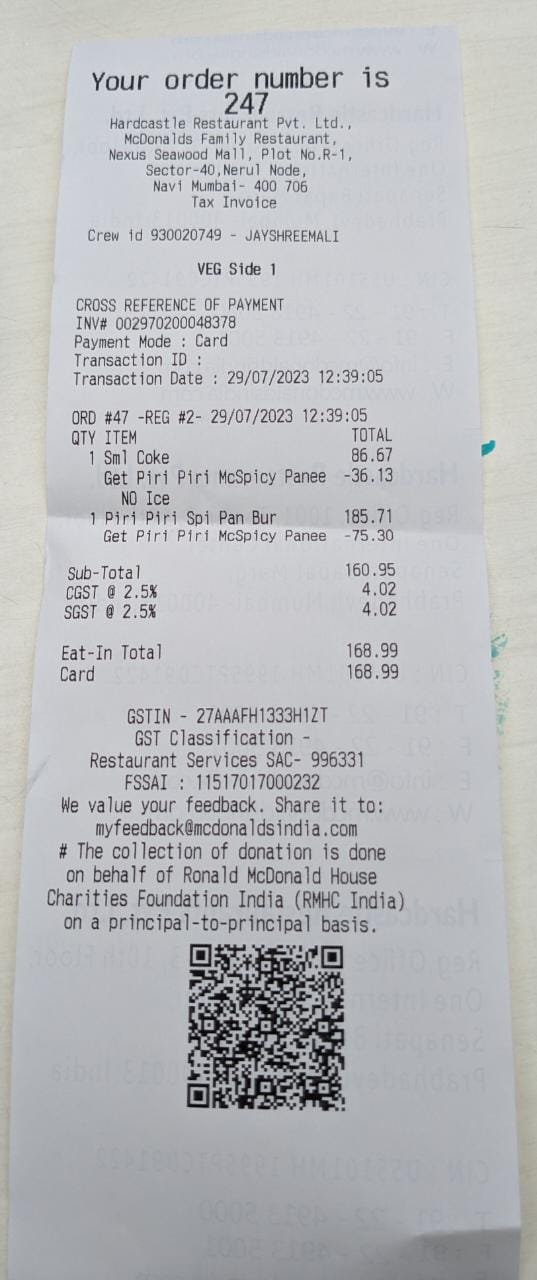 Your order number is
247
Hardcastle Restaurant Pvt. Ltd.,
McDonalds Family Restaurant,
Nexus Seawood Mall, Plot No.R-1,
Sector-40,Nerul Node,
Navi Mumbai- 400 706
Tax Invoice
Crew id 930020749 - JAYSHREEMALI
VEG Side 1
CROSS REFERENCE OF PAYMENT
INV# 002970200048378
Payment Mode : Card
Transaction ID :
Transaction Date : 29/07/2023 12:39:05
ORD #47 -REG #2- 29/07/2023 12:39:05
QTY ITEM TOTAL
1 Sml Coke 86.67
Get Piri Piri McSpicy Panee -36.13
NO Ice
1 Piri Piri Spi Pan Bur 185.71
Get Piri Piri McSpicy Panee -75.30
Sub-Total 160.95
CGST @ 2.5% 4.02
SGST @ 2.5% 4.02
Eat-In Total 168.99
Card 168.99
GSTIN - 27AAAFH1333H1ZT
GST Classification -
Restaurant Services SAC- 996331
FSSAI : 11517017000232
We value your feedback. Share it to:
myfeedback@mcdonaldsindia.com
# The collection of donation is done
on behalf of Ronald McDonald House
Charities Foundation India (RMHC India)
on a principal-to-principal basis.